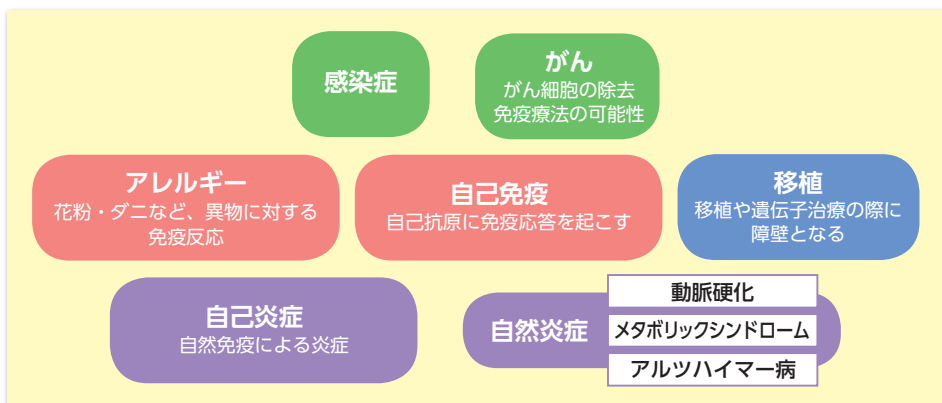 感染症
がん
がん細胞の除去
免疫療法の可能性
アレルギー
花粉・ダニなど、異物に対する
免疫反応
自己免疫
自己抗原に免疫応答を起こす
移植
移植や遺伝子治療の際に
障壁となる
自己炎症
自然免疫による炎症
自然炎症
動脈硬化
メタボリックシンドローム
アルツハイマー病